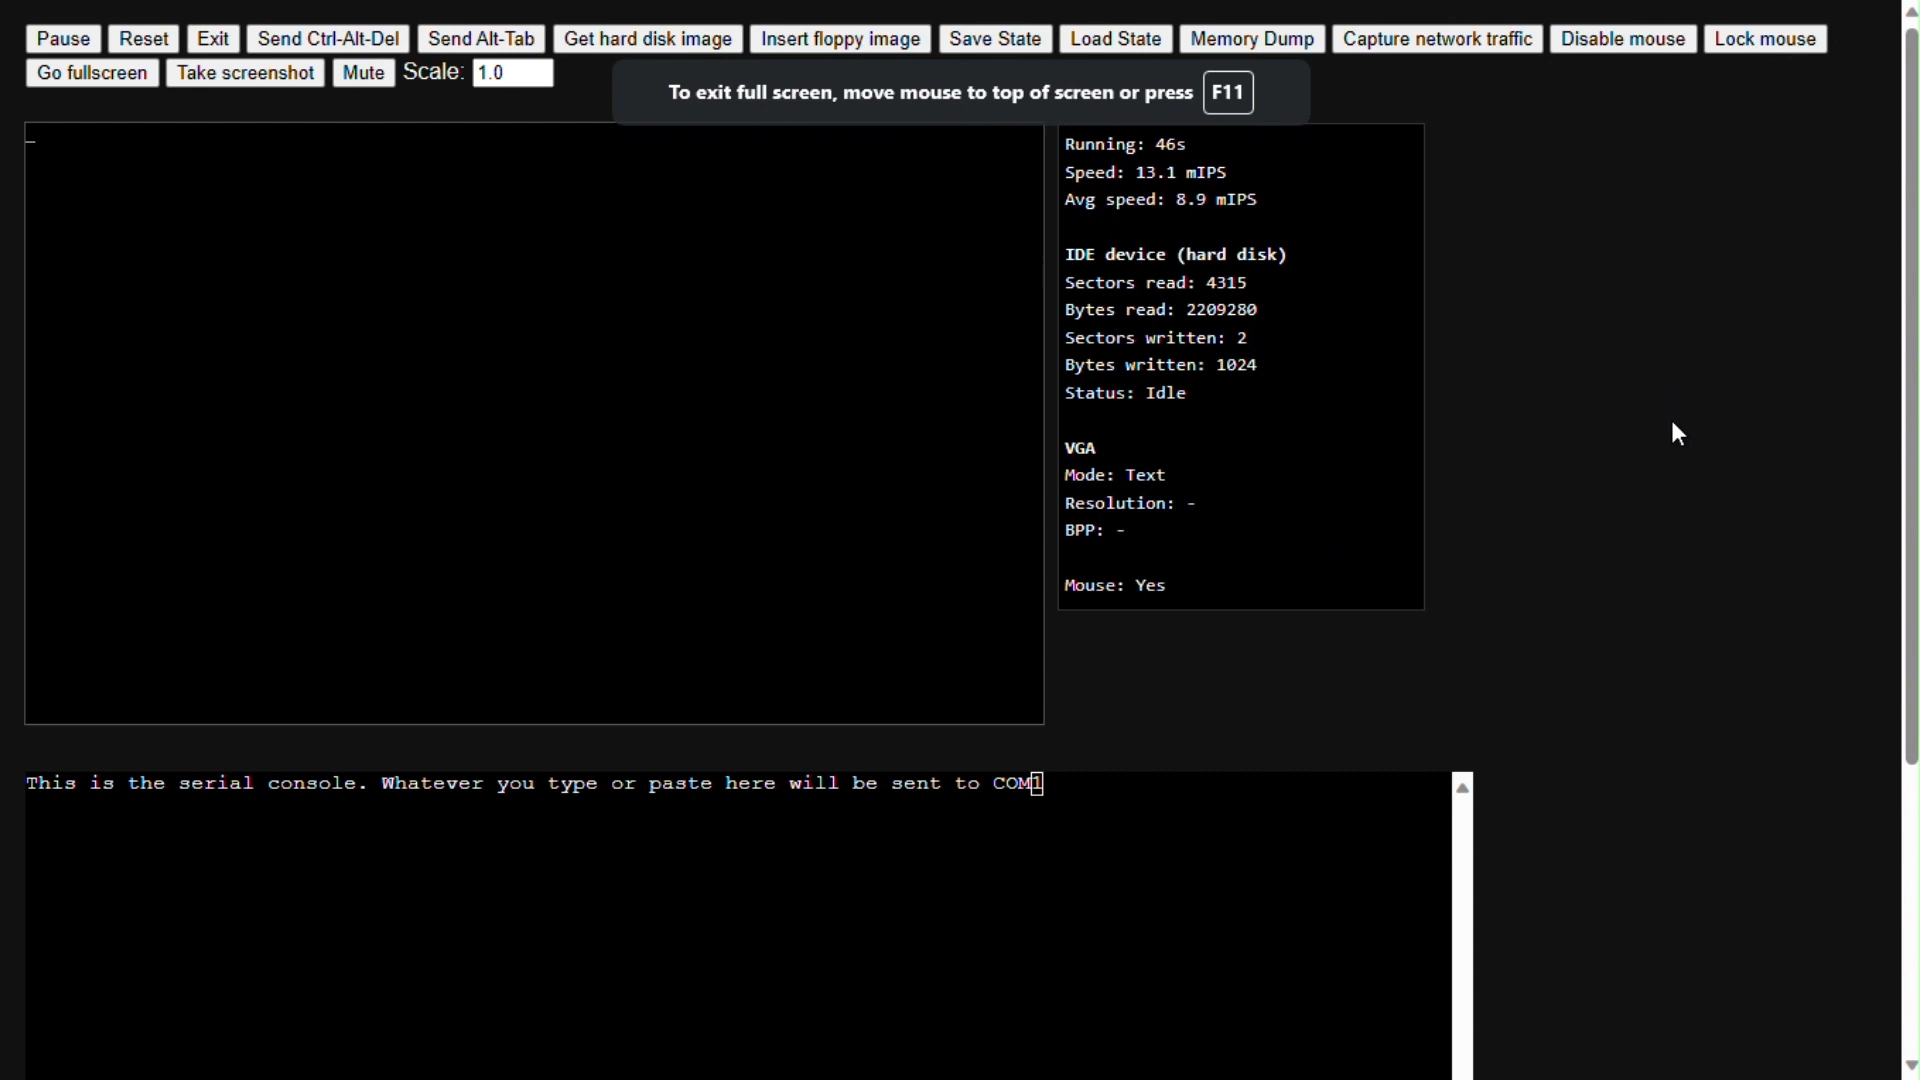 Pause Reset Exit Send Ctrl-Alt-Del Send Alt-Tab Get hard disk image Insert floppy image Save State Load State Memory Dump Capture network traffic Disable mouse Lock mouse
Go fullscreen Take screenshot Mute Scale: 1.0
To exit full screen, move mouse to top of screen or press F11
Running: 46s
Speed: 13.1 mIPS
Avg speed: 8.9 mIPS
IDE device (hard disk)
Sectors read: 4315
Bytes read: 2209280
Sectors written: 2
Bytes written: 1024
Status: Idle
VGA
Mode: Text
Resolution: -
BPP: -
Mouse: Yes
This is the serial console. Whatever you type or paste here will be sent to COM1